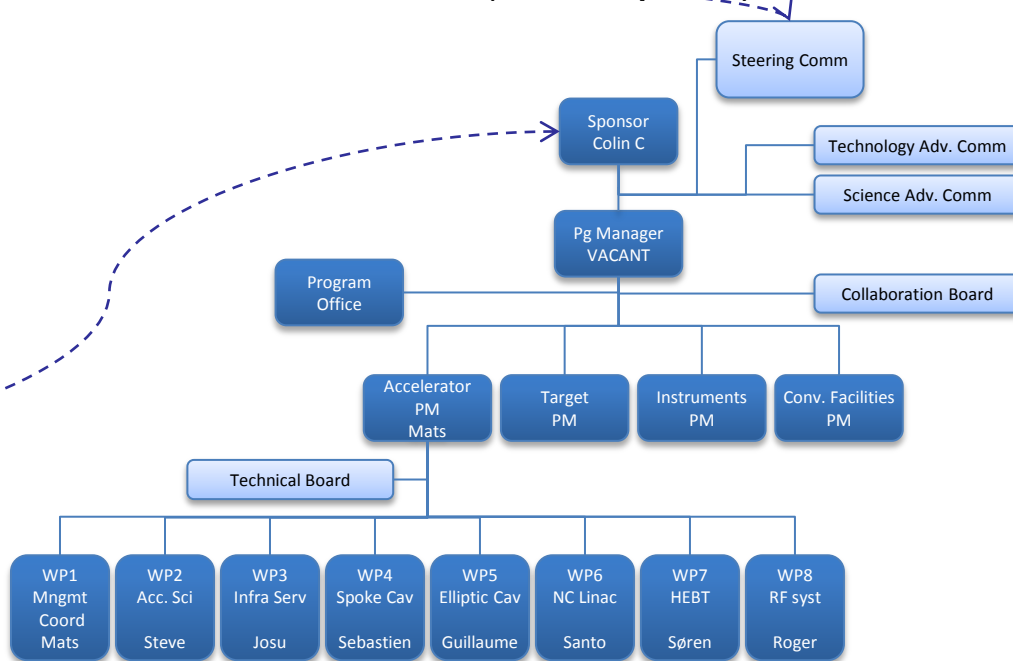 Steering Comm
Sponsor
Colin C
Technology Adv. Comm
Science Adv. Comm
Pg Manager
VACANT
Program
Office
Collaboration Board
Accelerator
PM
Mats
Target
PM
Instruments
PM
Conv. Facilities
PM
Technical Board
WP1
Mngmt
Coord
Mats
WP2
Acc. Sci
Steve
WP3
Infra Serv
Josu
WP4
Spoke Cav
Sebastien
WP5
Elliptic Cav
Guillaume
WP6
NC Linac
Santo
WP7
HEBT
Søren
WP8
RF syst
Roger